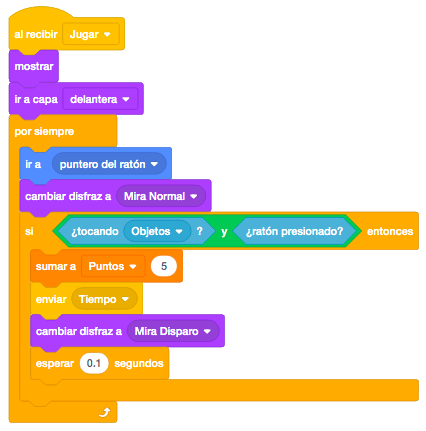 al recibir Jugar
mostrar
ir a capa delantera
por siempre
ir a puntero del ratón
cambiar disfraz a Mira Normal
si ¿tocando Objetos ? y ¿ratón presionado? entonces
sumar a Puntos 5
enviar Tiempo
cambiar disfraz a Mira Disparo
esperar 0.1 segundos